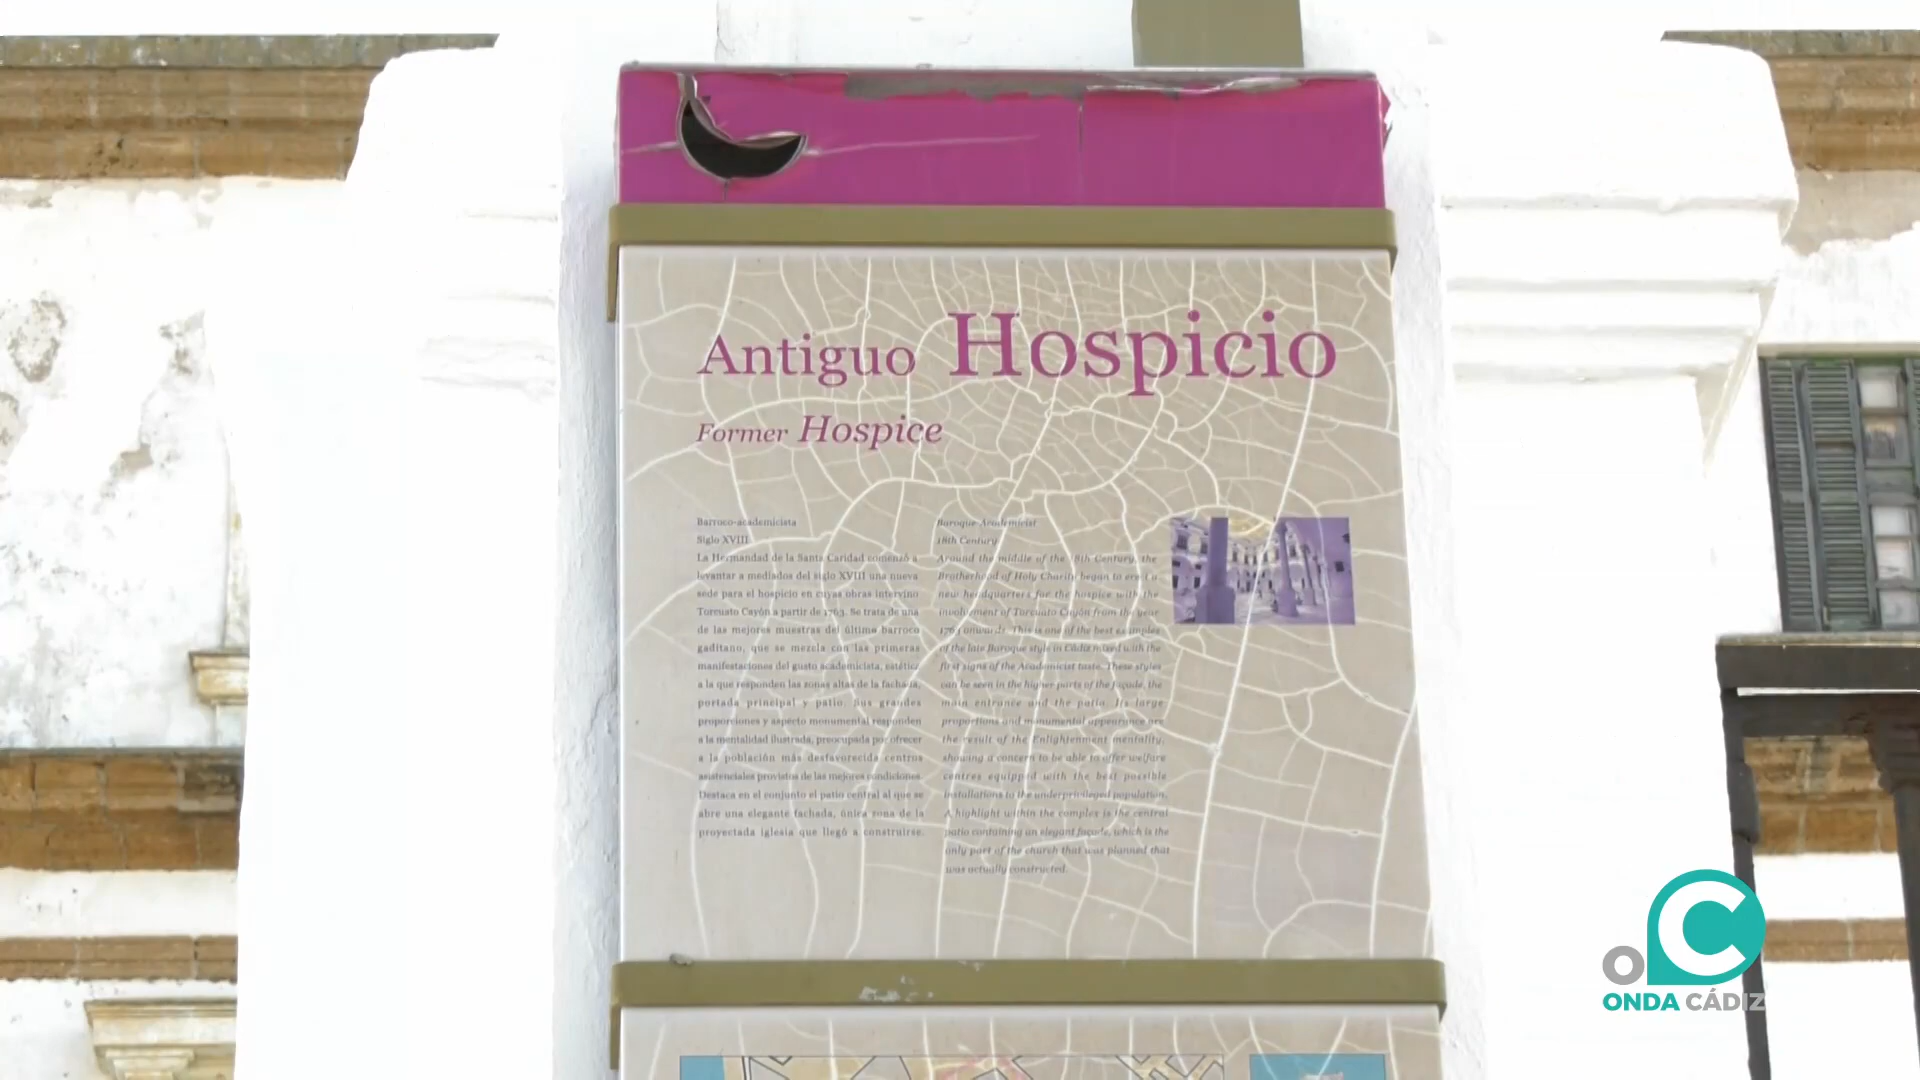 Antiguo Hospicio
Former Hospice
Barroco-academicista
Siglo XVIII
La Hermandad de la Santa Caridad comenzó a
levantar a mediados del siglo XVIII una nueva
sede para el hospicio en cuyas obras intervino
Torcuato Cayón a partir de 1763. Se trata de una
de las mejores muestras del último barroco
gaditano, que se mezcla con las primeras
manifestaciones del gusto academicista, estética
a la que responden las zonas altas de la fachada,
portada principal y patio. Sus grandes
proporciones y aspecto monumental responden
a la mentalidad ilustrada, preocupada por ofrecer
a la población más desfavorecida centros
asistenciales provistos de las mejores condiciones.
Destaca en el conjunto el patio central al que se
abre una elegante fachada, única zona de la
proyectada iglesia que llegó a construirse.
Baroque-Academicist
18th Century
Around the middle of the 18th Century, the
Brotherhood of Holy Charity began to erect a
new headquarters for the hospice with the
involvement of Torcuato Cayón from the year
1763 onwards. This is one of the best examples
of the late Baroque style in Cádiz mixed with the
first signs of the Academicist taste. These styles
can be seen in the higher parts of the façade, the
main entrance and the patio. Its large
proportions and monumental appearance are
the result of the Enlightenment mentality,
showing a concern to be able to offer welfare
centres equipped with the best possible
installations to the underprivileged population.
A highlight within the complex is the central
patio containing an elegant façade, which is the
only part of the church that was planned that
was actually constructed.
ONDA CÁDIZ